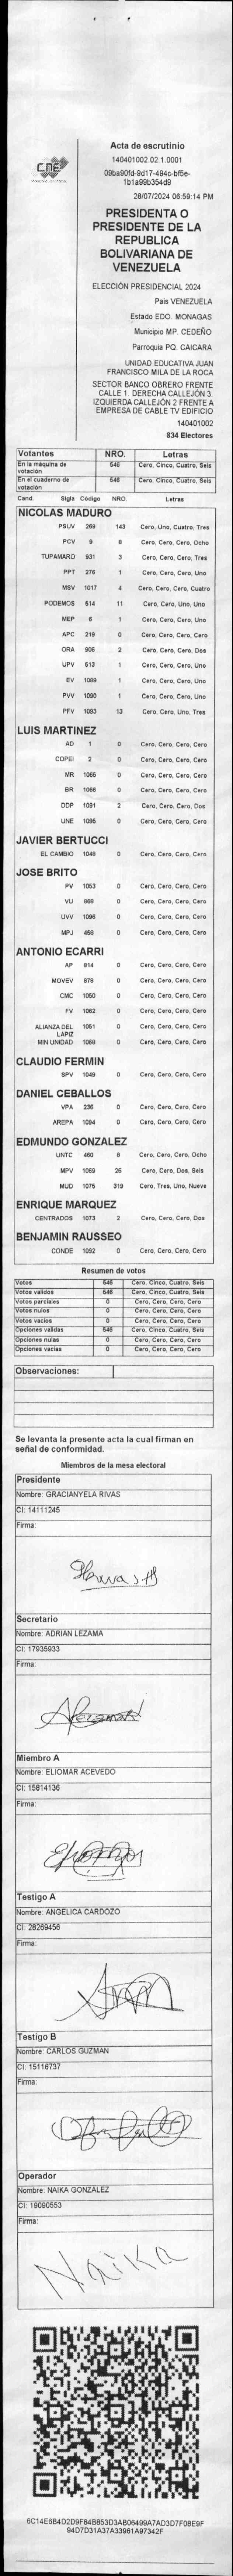 CNE
Acta de escrutinio
140401002.02.1.0001
09ba90fd-9d17-494c-bf5e-
1b1a99b354d9
28/07/2024 06:59:14 PM
PRESIDENTA O
PRESIDENTE DE LA
REPUBLICA
BOLIVARIANA DE
VENEZUELA
ELECCIÓN PRESIDENCIAL 2024
Pais VENEZUELA
Estado EDO. MONAGAS
Municipio MP. CEDEÑO
Parroquia PQ. CAICARA
UNIDAD EDUCATIVA JUAN
FRANCISCO MILA DE LA ROCA
SECTOR BANCO OBRERO FRENTE
CALLE 1. DERECHA CALLEJÓN 3.
IZQUIERDA CALLEJÓN 2 FRENTE A
EMPRESA DE CABLE TV EDIFICIO
140401002
834 Electores
Votantes NRO. Letras
En la máquina de votación 546 Cero, Cinco, Cuatro, Seis
En el cuaderno de votación 546 Cero, Cinco, Cuatro, Seis
Cand. Sigla Código NRO. Letras
NICOLAS MADURO
PSUV 269 143 Cero, Uno, Cuatro, Tres
PCV 9 8 Cero, Cero, Cero, Ocho
TUPAMARO 931 3 Cero, Cero, Cero, Tres
PPT 276 1 Cero, Cero, Cero, Uno
MSV 1017 4 Cero, Cero, Cero, Cuatro
PODEMOS 514 11 Cero, Cero, Uno, Uno
MEP 6 1 Cero, Cero, Cero, Uno
APC 219 0 Cero, Cero, Cero, Cero
ORA 906 2 Cero, Cero, Cero, Dos
UPV 513 1 Cero, Cero, Cero, Uno
EV 1089 1 Cero, Cero, Cero, Uno
PVV 1090 1 Cero, Cero, Cero, Uno
PFV 1093 13 Cero, Cero, Uno, Tres
LUIS MARTINEZ
AD 1 0 Cero, Cero, Cero, Cero
COPEI 2 0 Cero, Cero, Cero, Cero
MR 1065 0 Cero, Cero, Cero, Cero
BR 1066 0 Cero, Cero, Cero, Cero
DDP 1091 2 Cero, Cero, Cero, Dos
UNE 1095 0 Cero, Cero, Cero, Cero
JAVIER BERTUCCI
EL CAMBIO 1048 0 Cero, Cero, Cero, Cero
JOSE BRITO
PV 1053 0 Cero, Cero, Cero, Cero
VU 969 0 Cero, Cero, Cero, Cero
UVV 1096 0 Cero, Cero, Cero, Cero
MPJ 459 0 Cero, Cero, Cero, Cero
ANTONIO ECARRI
AP 814 0 Cero, Cero, Cero, Cero
MOVEV 879 0 Cero, Cero, Cero, Cero
CMC 1050 0 Cero, Cero, Cero, Cero
FV 1062 0 Cero, Cero, Cero, Cero
ALIANZA DEL LÁPIZ 1051 0 Cero, Cero, Cero, Cero
MIN UNIDAD 1068 0 Cero, Cero, Cero, Cero
CLAUDIO FERMIN
SPV 1049 0 Cero, Cero, Cero, Cero
DANIEL CEBALLOS
VPA 236 0 Cero, Cero, Cero, Cero
AREPA 1094 0 Cero, Cero, Cero, Cero
EDMUNDO GONZALEZ
UNTC 460 8 Cero, Cero, Cero, Ocho
MPV 1069 26 Cero, Cero, Dos, Seis
MUD 1075 319 Cero, Tres, Uno, Nueve
ENRIQUE MARQUEZ
CENTRADOS 1073 2 Cero, Cero, Cero, Dos
BENJAMIN RAUSSEO
CONDE 1092 0 Cero, Cero, Cero, Cero
Resumen de votos
Votos 546 Cero, Cinco, Cuatro, Seis
Votos validos 546 Cero, Cinco, Cuatro, Seis
Votos parciales 0 Cero, Cero, Cero, Cero
Votos nulos 0 Cero, Cero, Cero, Cero
Votos vacios 0 Cero, Cero, Cero, Cero
Opciones validas 546 Cero, Cinco, Cuatro, Seis
Opciones nulas 0 Cero, Cero, Cero, Cero
Opciones vacias 0 Cero, Cero, Cero, Cero
Observaciones:
Se levanta la presente acta la cual firman en
señal de conformidad.
Miembros de la mesa electoral
Presidente
Nombre: GRACIANYELA RIVAS
CI: 14111245
Firma:
Secretario
Nombre: ADRIAN LEZAMA
CI: 17935933
Firma:
Miembro A
Nombre: ELIOMAR ACEVEDO
CI: 15814136
Firma:
Testigo A
Nombre: ANGELICA CARDOZO
CI: 28269456
Firma:
Testigo B
Nombre: CARLOS GUZMAN
CI: 15116737
Firma:
Operador
Nombre: NAIKA GONZALEZ
CI: 19090553
Firma:
Naika
6C14E6B4D2D9F84B853D3AB06499A7AD3D7F08E9F
94D7D31A37A33961A97342F